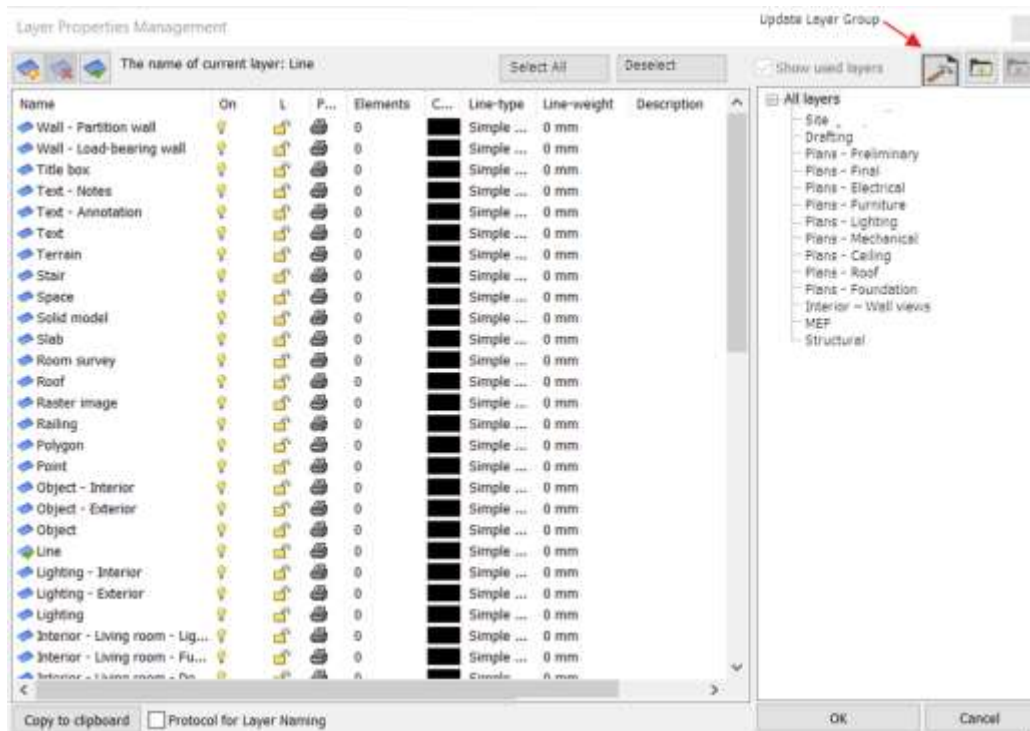 Layer Properties Management
Update Layer Group
The name of current layer: Line
Select All
Deselect
Show used layers
Name On L P... Elements C... Line-type Line-weight Description
Wall - Partition wall 0 Simple ... 0 mm
Wall - Load-bearing wall 0 Simple ... 0 mm
Title box 0 Simple ... 0 mm
Text - Notes 0 Simple ... 0 mm
Text - Annotation 0 Simple ... 0 mm
Text 0 Simple ... 0 mm
Terrain 0 Simple ... 0 mm
Stair 0 Simple ... 0 mm
Space 0 Simple ... 0 mm
Solid model 0 Simple ... 0 mm
Slab 0 Simple ... 0 mm
Room survey 0 Simple ... 0 mm
Roof 0 Simple ... 0 mm
Raster image 0 Simple ... 0 mm
Railing 0 Simple ... 0 mm
Polygon 0 Simple ... 0 mm
Point 0 Simple ... 0 mm
Object - Interior 0 Simple ... 0 mm
Object - Exterior 0 Simple ... 0 mm
Object 0 Simple ... 0 mm
Line 0 Simple ... 0 mm
Lighting - Interior 0 Simple ... 0 mm
Lighting - Exterior 0 Simple ... 0 mm
Lighting 0 Simple ... 0 mm
Interior - Living room - Lig... 0 Simple ... 0 mm
Interior - Living room - Fu... 0 Simple ... 0 mm
All layers
Site
Drafting
Plans - Preliminary
Plans - Final
Plans - Electrical
Plans - Furniture
Plans - Lighting
Plans - Mechanical
Plans - Ceiling
Plans - Roof
Plans - Foundation
Interior – Wall views
MEP
Structural
Copy to clipboard
Protocol for Layer Naming
OK
Cancel